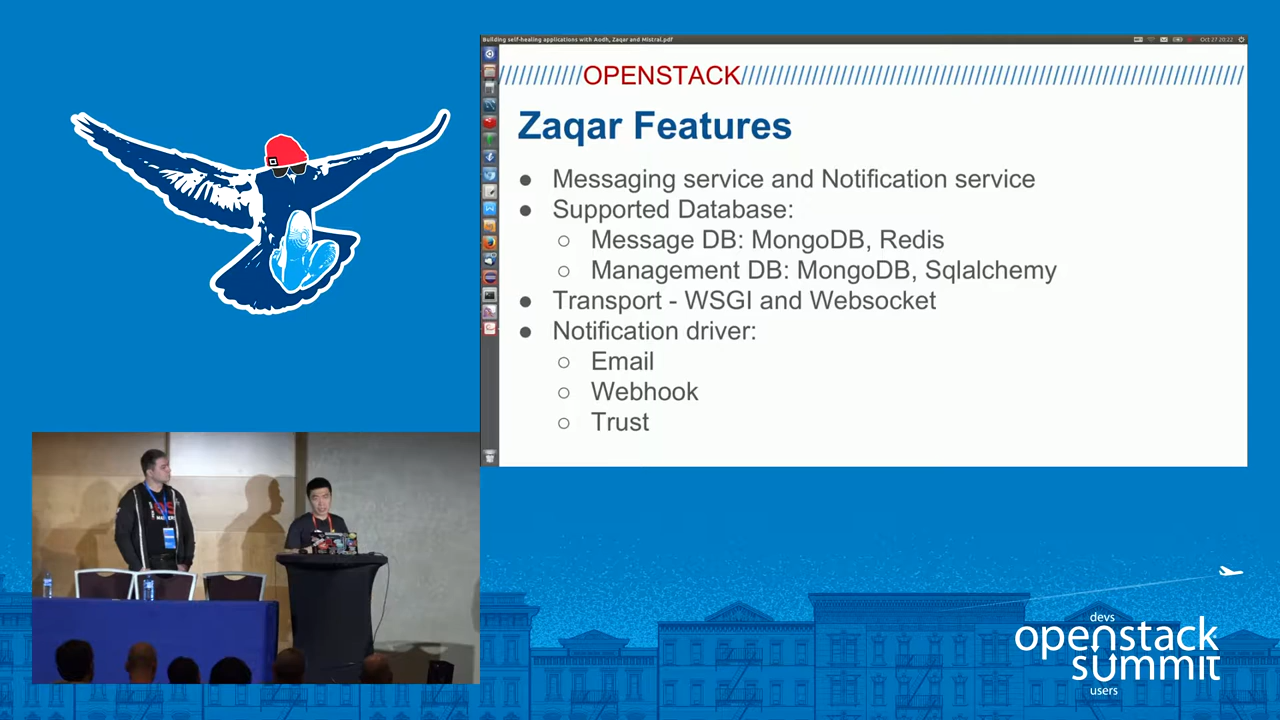 Building self-healing applications with Aodh, Zaqar and Mistral.pdf
Oct 27 20:22
//////////OPENSTACK//////////////////////////////////////////////////////////////
Zaqar Features
● Messaging service and Notification service
● Supported Database:
○ Message DB: MongoDB, Redis
○ Management DB: MongoDB, Sqlalchemy
● Transport - WSGI and Websocket
● Notification driver:
○ Email
○ Webhook
○ Trust
devs
openstack
summit
users